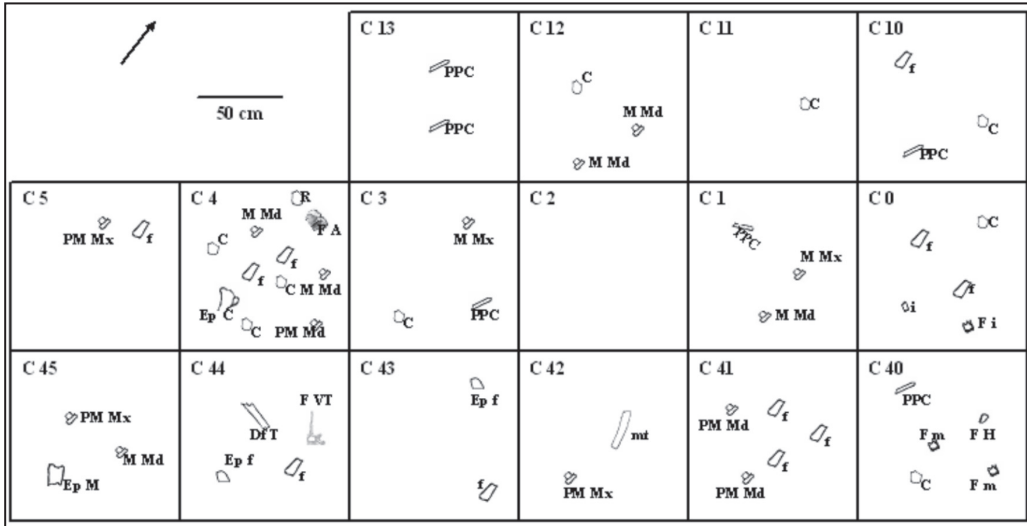 50 cm
C 13
PPC
PPC
C 12
C
M Md
M Md
C 11
C
C 10
f
C
PPC
C 5
PM Mx
f
C 4
R
M Md
F A
C
f
f
C M Md
Ep C
C
PM Md
C 3
M Mx
C
PPC
C 2
C 1
PPC
M Mx
M Md
C 0
C
f
f
i
F i
C 45
PM Mx
M Md
Ep M
C 44
F VT
Df T
Ep f
f
C 43
Ep f
f
C 42
mt
PM Mx
C 41
PM Md
f
f
f
PM Md
C 40
PPC
F H
F m
C
F m